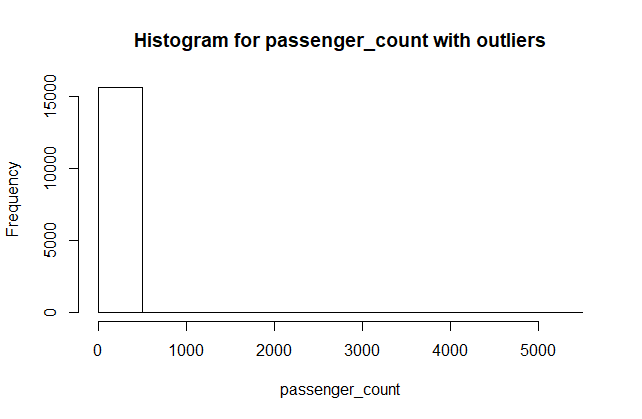 Histogram for passenger_count with outliers
Frequency
15000
10000
5000
0
0 1000 2000 3000 4000 5000
passenger_count